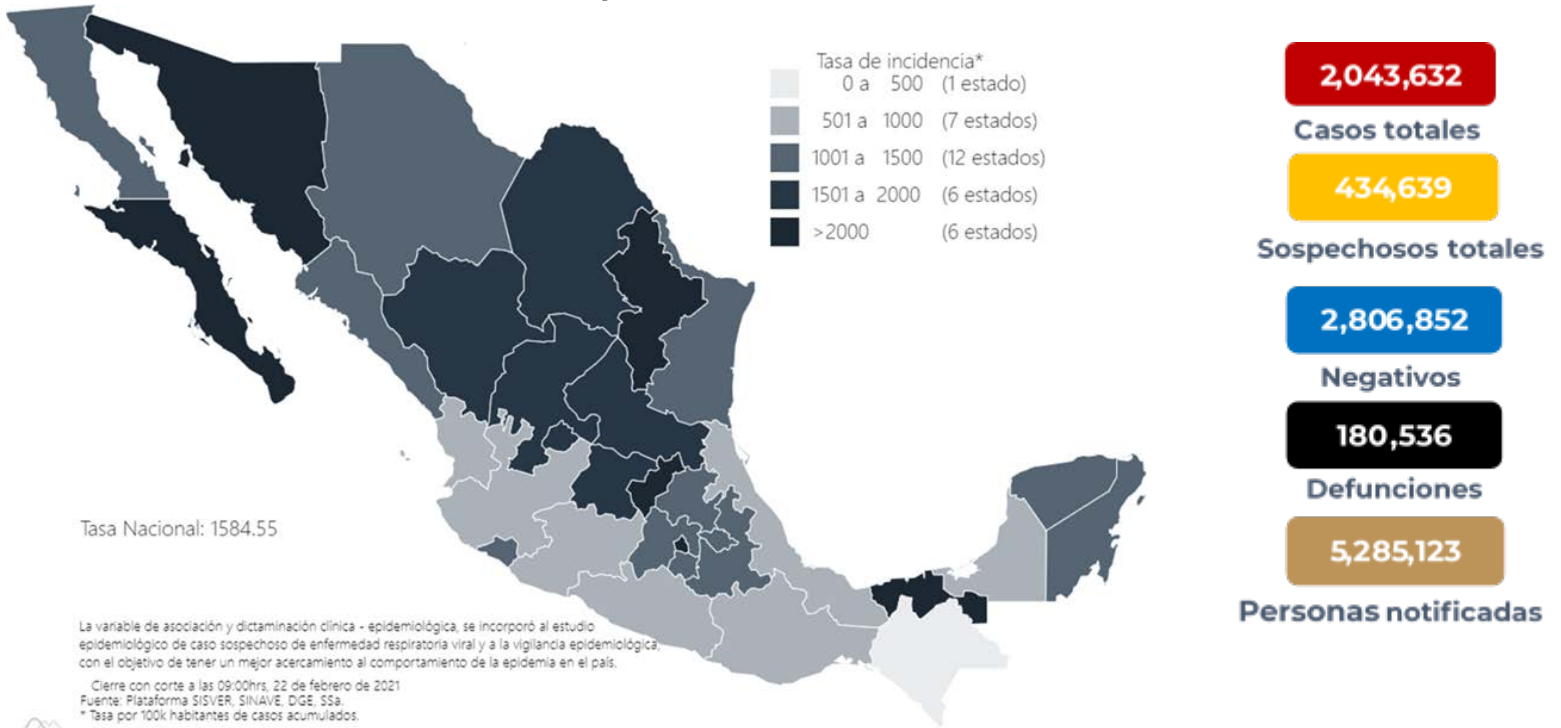 Tasa de incidencia*
0 a 500 (1 estado)
501 a 1000 (7 estados)
1001 a 1500 (12 estados)
1501 a 2000 (6 estados)
>2000 (6 estados)
Tasa Nacional: 1584.55
La variable de asociación y dictaminación clínica - epidemiológica, se incorporó al estudio
epidemiológico de caso sospechoso de enfermedad respiratoria viral y a la vigilancia epidemiológica,
con el objetivo de tener un mejor acercamiento al comportamiento de la epidemia en el país.
Cierre con corte a las 09:00hrs, 22 de febrero de 2021
Fuente: Plataforma SISVER, SINAVE, DGE, SSa.
* Tasa por 100k habitantes de casos acumulados.
2,043,632
Casos totales
434,639
Sospechosos totales
2,806,852
Negativos
180,536
Defunciones
5,285,123
Personas notificadas